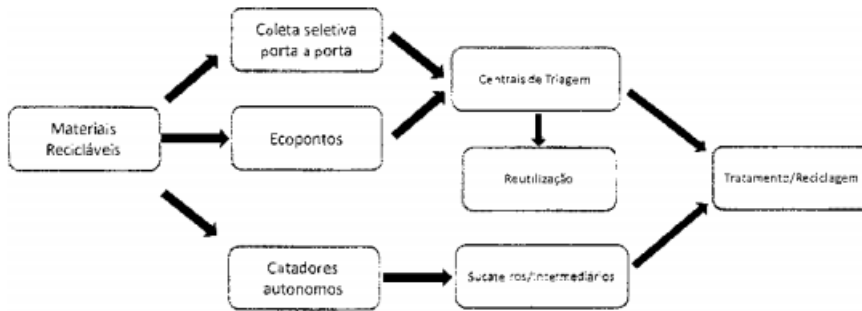 Coleta seletiva
porta a porta
Centrais de Triagem
Materiais
Recicláveis
Ecopontos
Reutilização
Tratamento/Reciclagem
Catadores
autonomos
Sucateiros/Intermediários